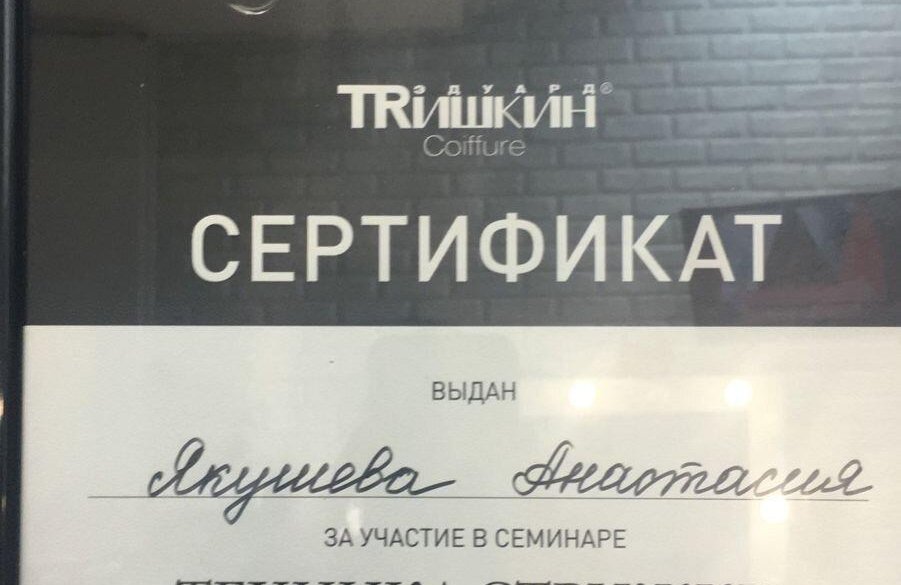 ЭДУАРД
TRИШКИН®
Coiffure
СЕРТИФИКАТ
ВЫДАН
Якушева Анастасия
ЗА УЧАСТИЕ В СЕМИНАРЕ